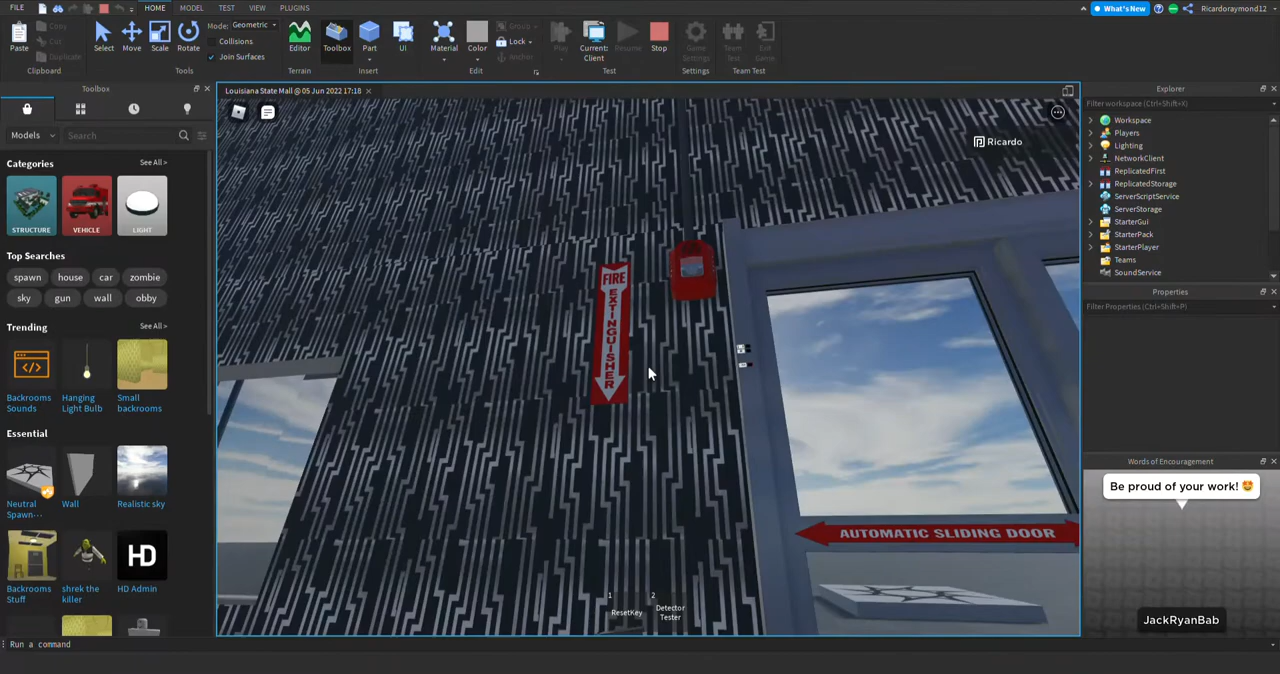 FILE HOME MODEL TEST VIEW PLUGINS What's New Ricardoraymond12
Paste Copy Cut Duplicate Select Move Scale Rotate Mode: Geometric Collisions Join Surfaces Editor Toolbox Part UI Material Color Group Lock Anchor Play Current: Client Resume Stop Game Settings Team Test Exit Game
Clipboard Tools Terrain Insert Edit Test Settings Team Test
Toolbox
Louisiana State Mall @ 05 Jun 2022 17:18
Models Search
Categories See All >
STRUCTURE VEHICLE LIGHT
Top Searches
spawn house car zombie
sky gun wall obby
Trending See All >
Backrooms Sounds
Hanging Light Bulb
Small backrooms
Essential See All >
Neutral Spawn···
Wall
Realistic sky
Backrooms Stuff
shrek the killer
HD
HD Admin
Ricardo
FIRE
EXTINGUISHER
AUTOMATIC SLIDING DOOR
1 2
ResetKey
Detector Tester
Explorer
Filter workspace (Ctrl+Shift+X)
Workspace
Players
Lighting
NetworkClient
ReplicatedFirst
ReplicatedStorage
ServerScriptService
ServerStorage
StarterGui
StarterPack
StarterPlayer
Teams
SoundService
Properties
Filter Properties (Ctrl+Shift+P)
Words of Encouragement
Be proud of your work! 🤩
JackRyanBab
Run a command